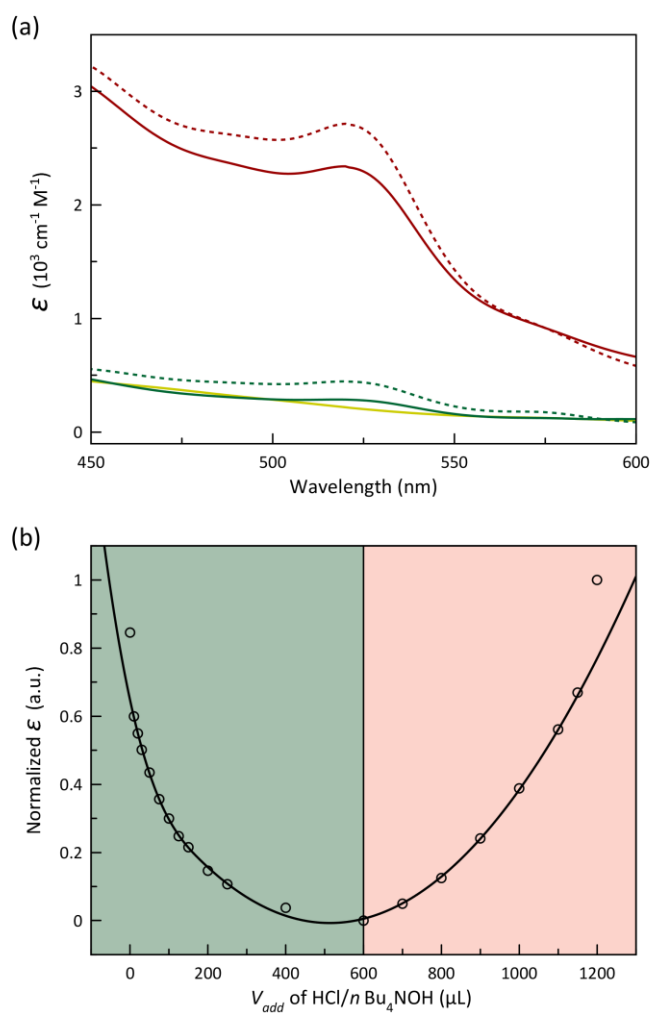 (a)
3
2
1
0
ε (10³ cm⁻¹ M⁻¹)
450 500 550 600
Wavelength (nm)
(b)
1
0.8
0.6
0.4
0.2
0
Normalized ε (a.u.)
0 200 400 600 800 1000 1200
V_add of HCl/n Bu₄NOH (μL)